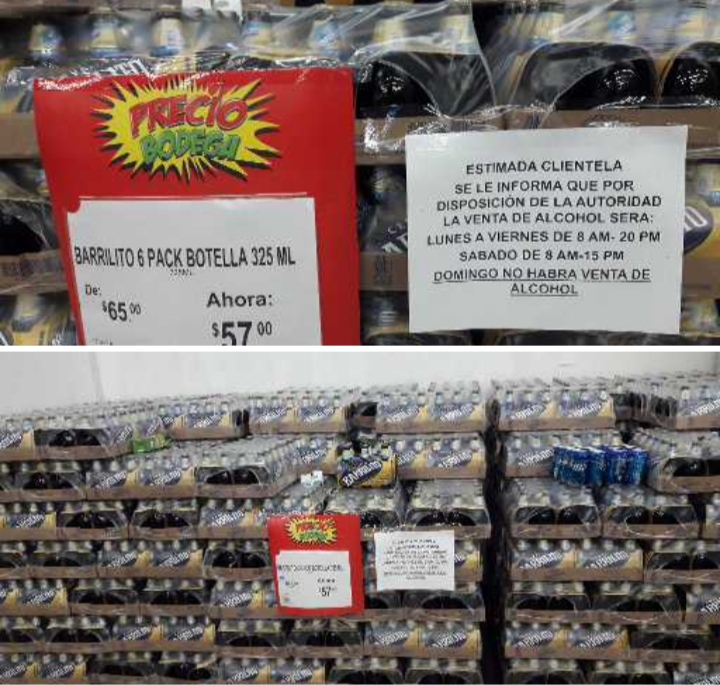 PRECIO
BODEGA
BARRILITO 6 PACK BOTELLA 325 ML
De:
$65.00
Ahora:
$57.00
ESTIMADA CLIENTELA
SE LE INFORMA QUE POR
DISPOSICIÓN DE LA AUTORIDAD
LA VENTA DE ALCOHOL SERA:
LUNES A VIERNES DE 8 AM- 20 PM
SABADO DE 8 AM-15 PM
DOMINGO NO HABRA VENTA DE
ALCOHOL
BARRILITO
57